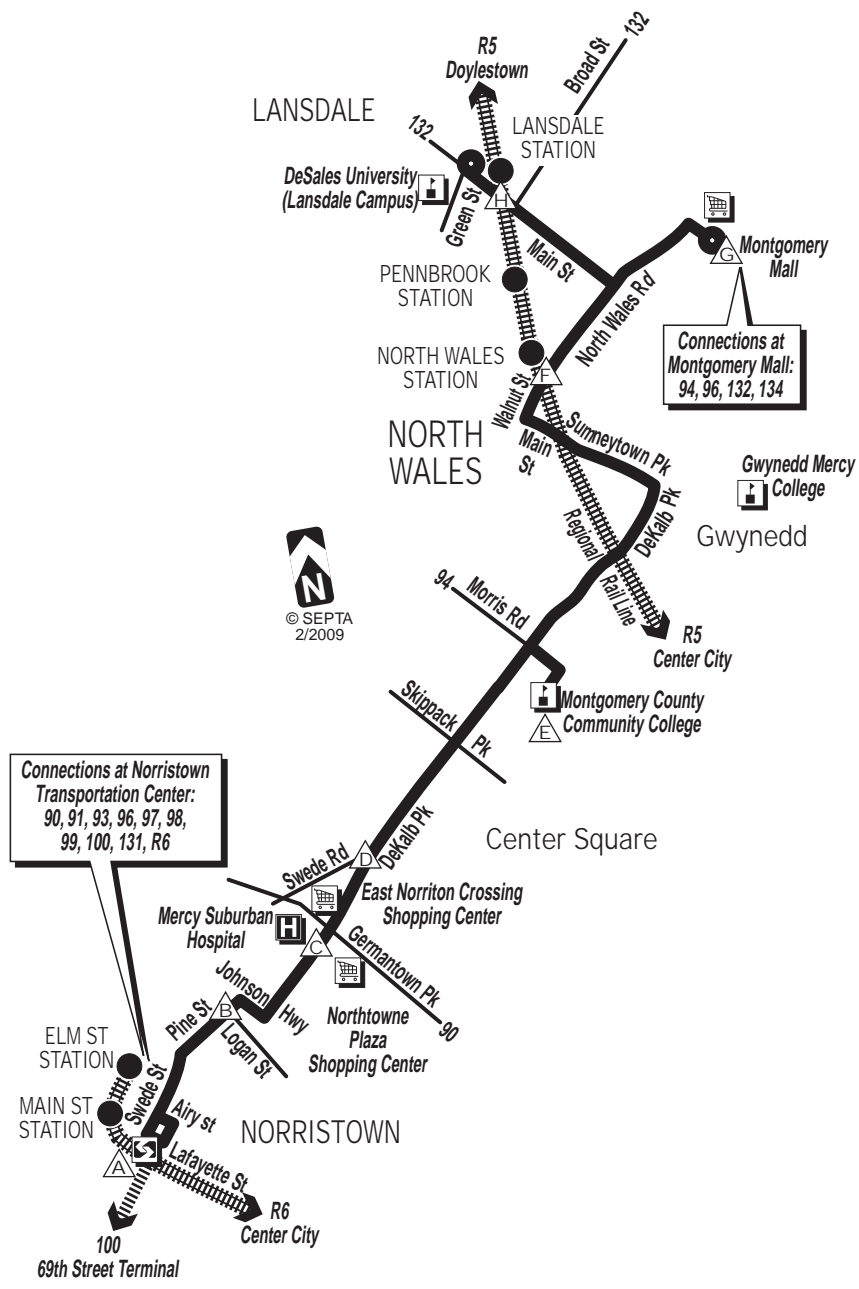 R5
Doylestown
Broad St
132
LANSDALE
132
LANSDALE
STATION
DeSales University
(Lansdale Campus)
H
Green St
Main St
G
Montgomery
Mall
PENNBROOK
STATION
North Wales Rd
Connections at
Montgomery Mall:
94, 96, 132, 134
NORTH WALES
STATION
F
Walnut St
NORTH
WALES
Main
St
Sumneytown Pk
Gwynedd Mercy
College
DeKalb Pk
Gwynedd
Regional
Rail Line
N
© SEPTA
2/2009
94
Morris Rd
R5
Center City
Skippack
Pk
Montgomery County
Community College
E
Connections at Norristown
Transportation Center:
90, 91, 93, 96, 97, 98,
99, 100, 131, R6
DeKalb Pk
Center Square
D
Swede Rd
East Norriton Crossing
Shopping Center
Mercy Suburban
Hospital
H
C
Germantown Pk
90
Johnson
Hwy
Northtowne
Plaza
Shopping Center
B
Pine St
Logan St
ELM ST
STATION
Swede St
MAIN ST
STATION
Airy st
NORRISTOWN
A
Lafayette St
R6
Center City
100
69th Street Terminal